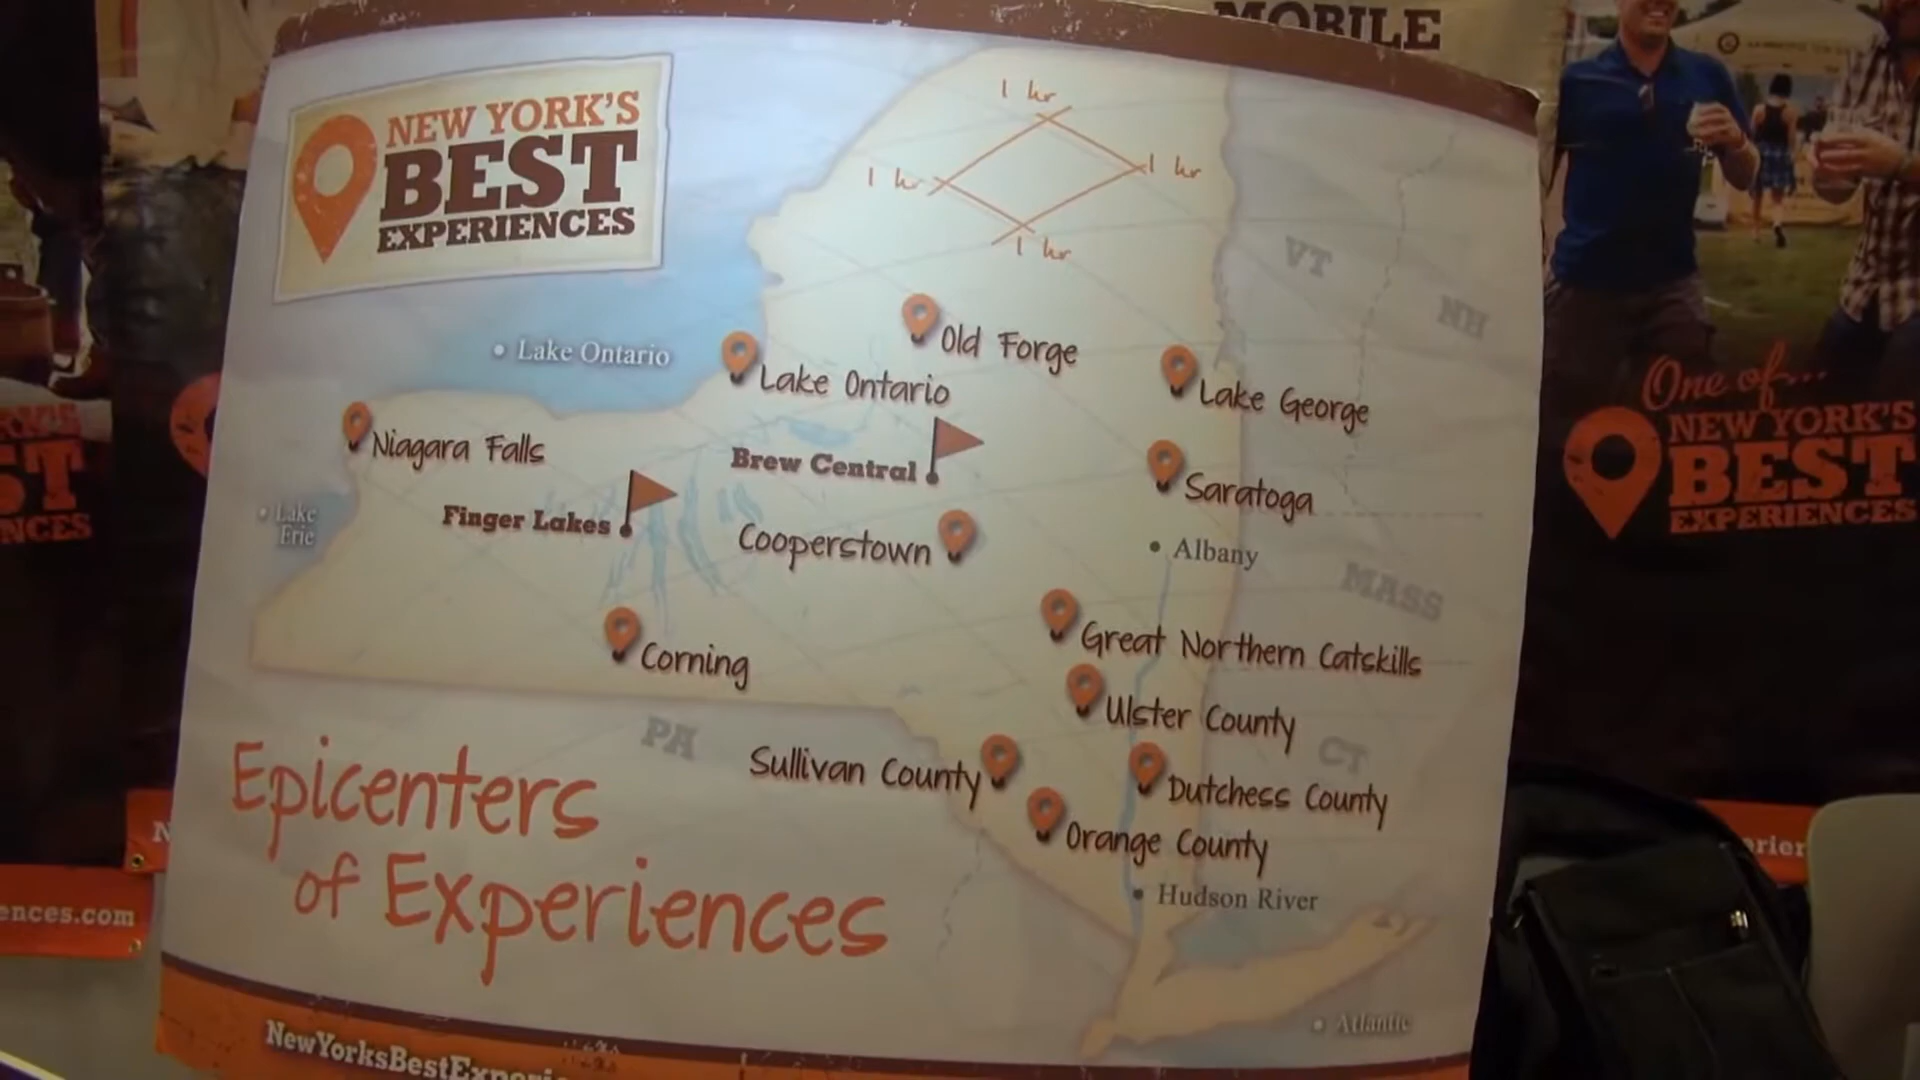 MOBILE
NEW YORK'S
BEST
EXPERIENCES
1 hr
1 hr
1 hr
1 hr
VT
NH
Old Forge
Lake Ontario
Lake Ontario
Lake George
Niagara Falls
Brew Central
Saratoga
Lake
Erie
Finger Lakes
Cooperstown
Albany
MASS
Corning
Great Northern Catskills
Ulster County
PA
CT
Sullivan County
Dutchess County
Orange County
Hudson River
Atlantic
Epicenters
of Experiences
One of...
NEW YORK'S
BEST
EXPERIENCES
ences.com